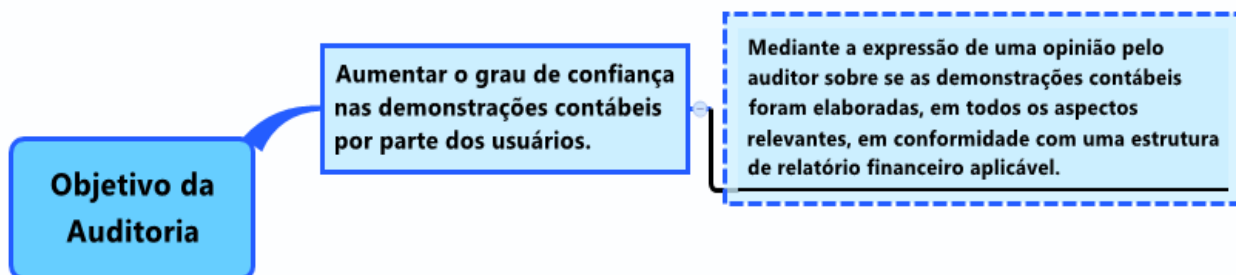 Objetivo da
Auditoria
Aumentar o grau de confiança
nas demonstrações contábeis
por parte dos usuários.
Mediante a expressão de uma opinião pelo
auditor sobre se as demonstrações contábeis
foram elaboradas, em todos os aspectos
relevantes, em conformidade com uma estrutura
de relatório financeiro aplicável.